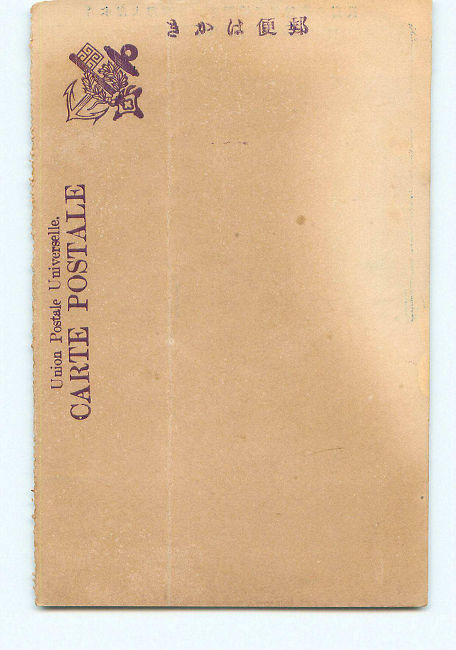 郵便はかき
Union Postale Universelle.
CARTE POSTALE